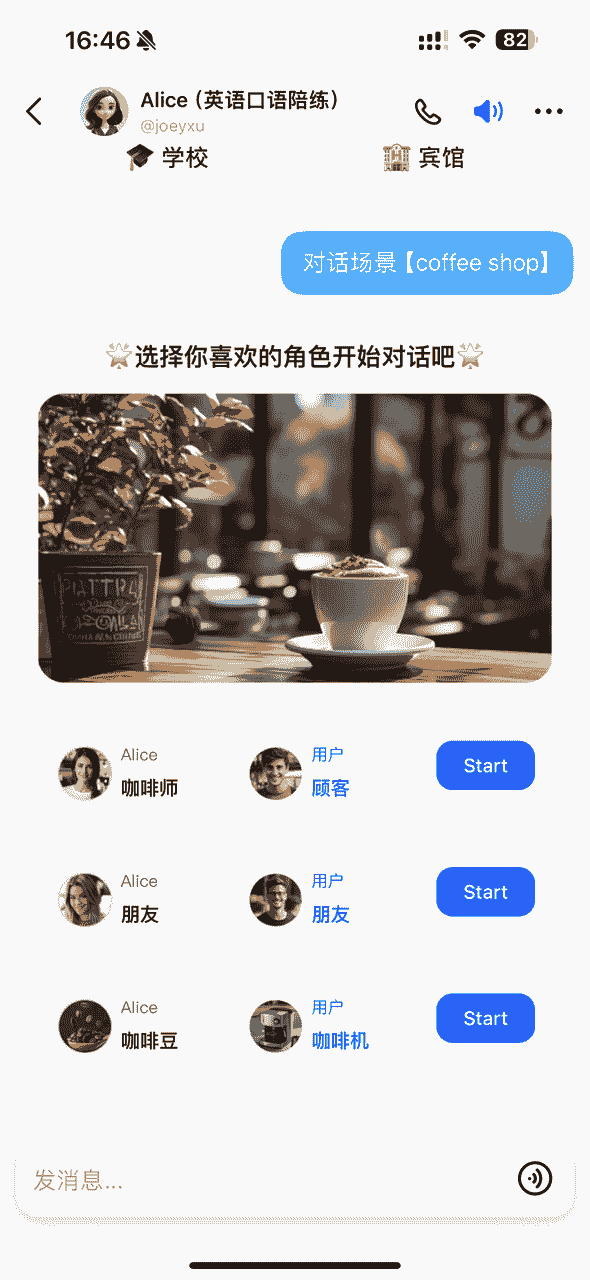 16:46
82
Alice（英语口语陪练）
@joeyxu
🎓 学校
🏨 宾馆
对话场景【coffee shop】
🌟选择你喜欢的角色开始对话吧🌟
Alice
咖啡师
用户
顾客
Start
Alice
朋友
用户
朋友
Start
Alice
咖啡豆
用户
咖啡机
Start
发消息...